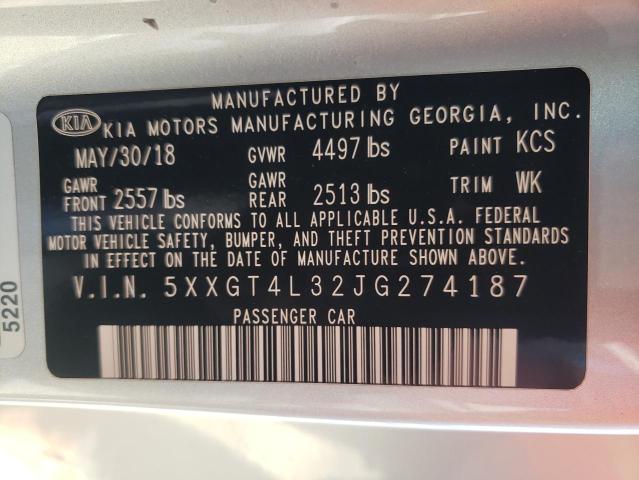 MANUFACTURED BY
KIA KIA MOTORS MANUFACTURING GEORGIA, INC.
MAY/30/18 GVWR 4497 lbs PAINT KCS
GAWR FRONT 2557 lbs GAWR REAR 2513 lbs TRIM WK
THIS VEHICLE CONFORMS TO ALL APPLICABLE U.S.A. FEDERAL
MOTOR VEHICLE SAFETY, BUMPER, AND THEFT PREVENTION STANDARDS
IN EFFECT ON THE DATE OF MANUFACTURE SHOWN ABOVE.
V.I.N. 5XXGT4L32JG274187
PASSENGER CAR
5220